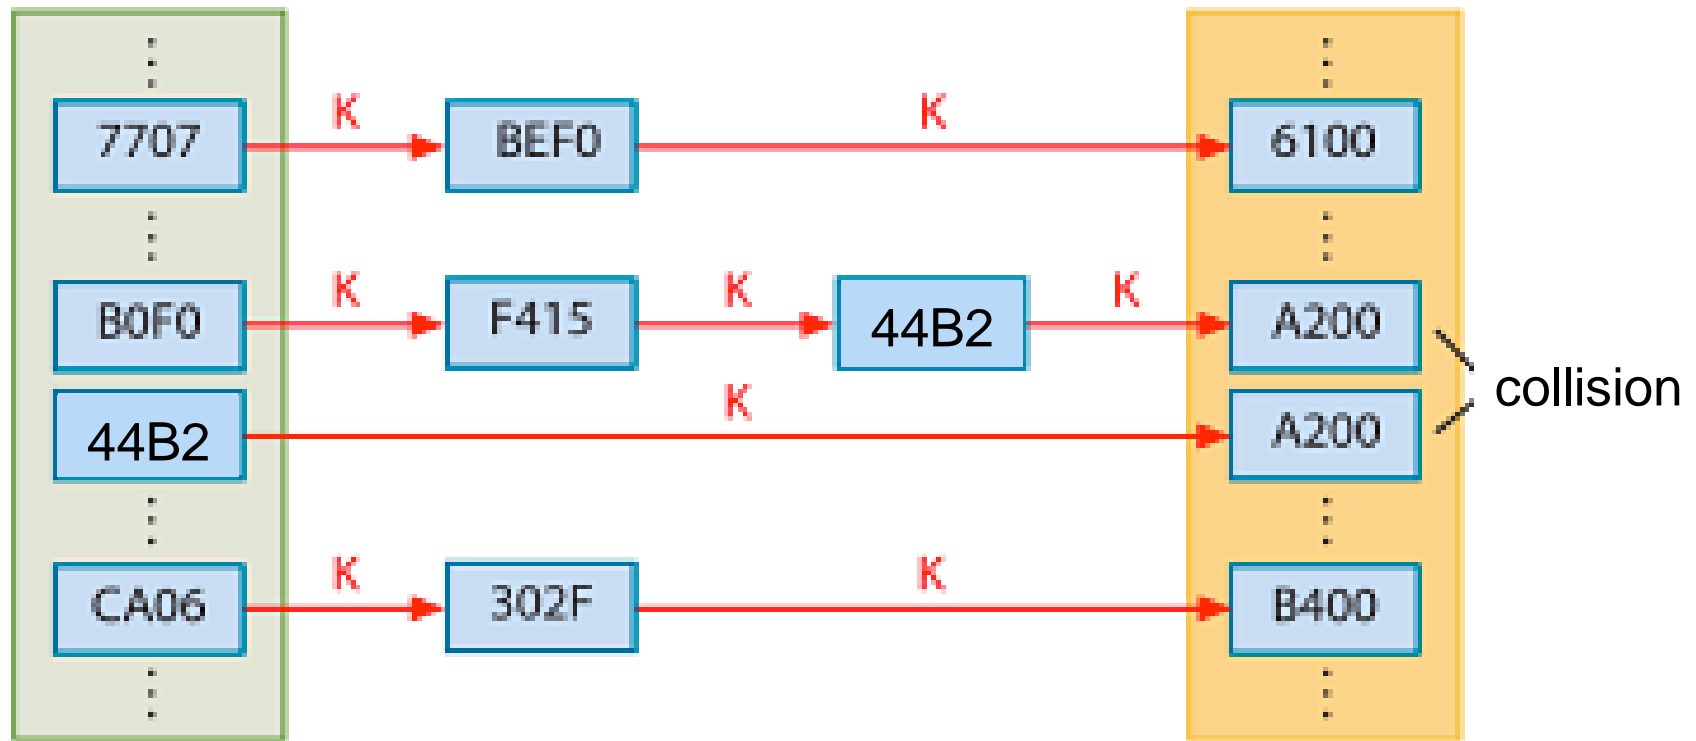 7707 K BEF0 K 6100
B0F0 K F415 K 44B2 K A200
44B2 K A200
collision
CA06 K 302F K B400